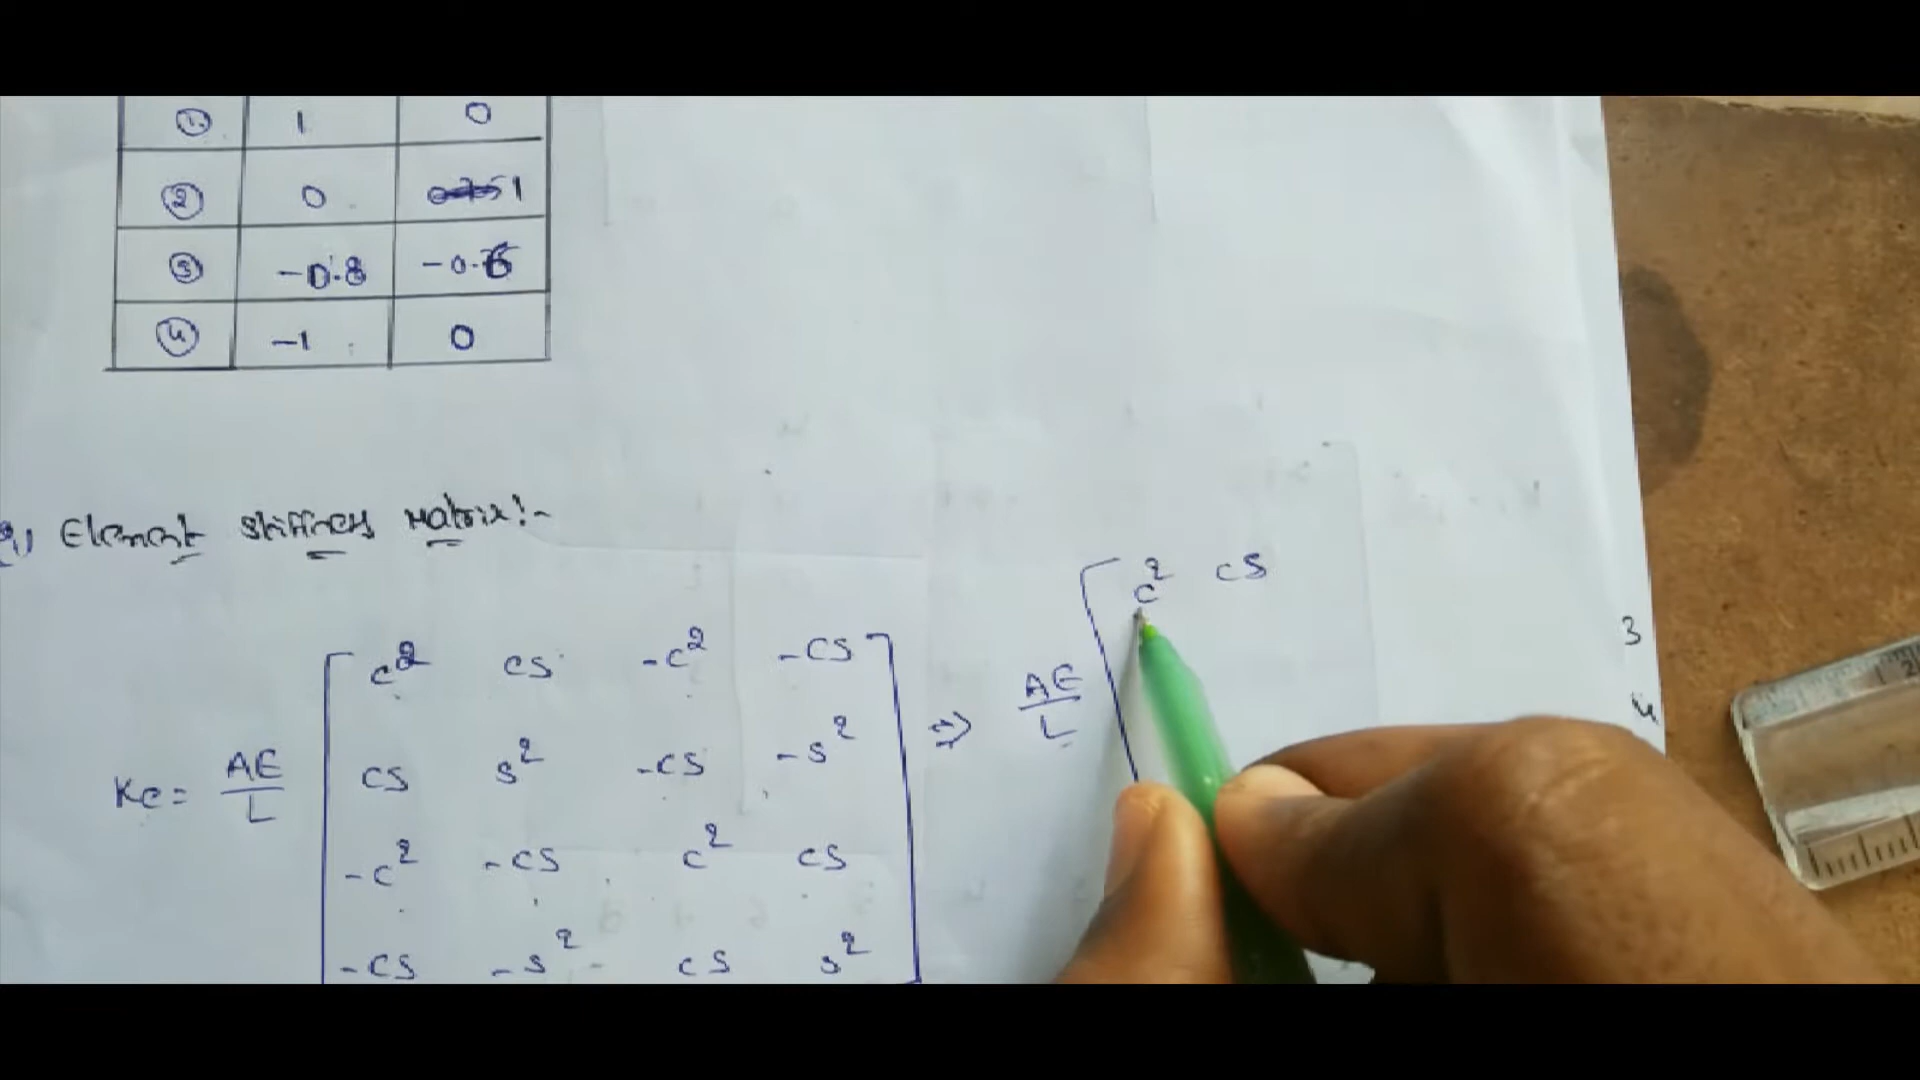 ① 1 0
② 0 1
③ -0.8 -0.6
④ -1 0
Element stiffness Matrix:-
Ke = AE/L
c² cs -c² -cs
cs s² -cs -s²
-c² -cs c² cs
-cs -s² cs s²
⇒ AE/L
c² cs
3
4
2